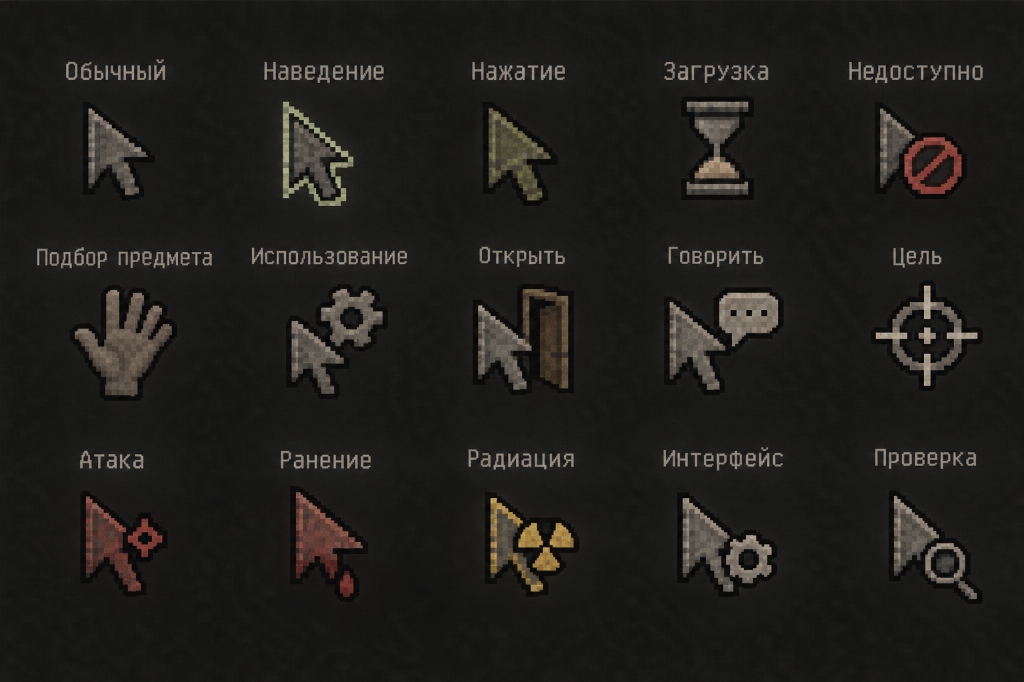 Обычный
Наведение
Нажатие
Загрузка
Недоступно
Подбор предмета
Использование
Открыть
Говорить
Цель
Атака
Ранение
Радиация
Интерфейс
Проверка